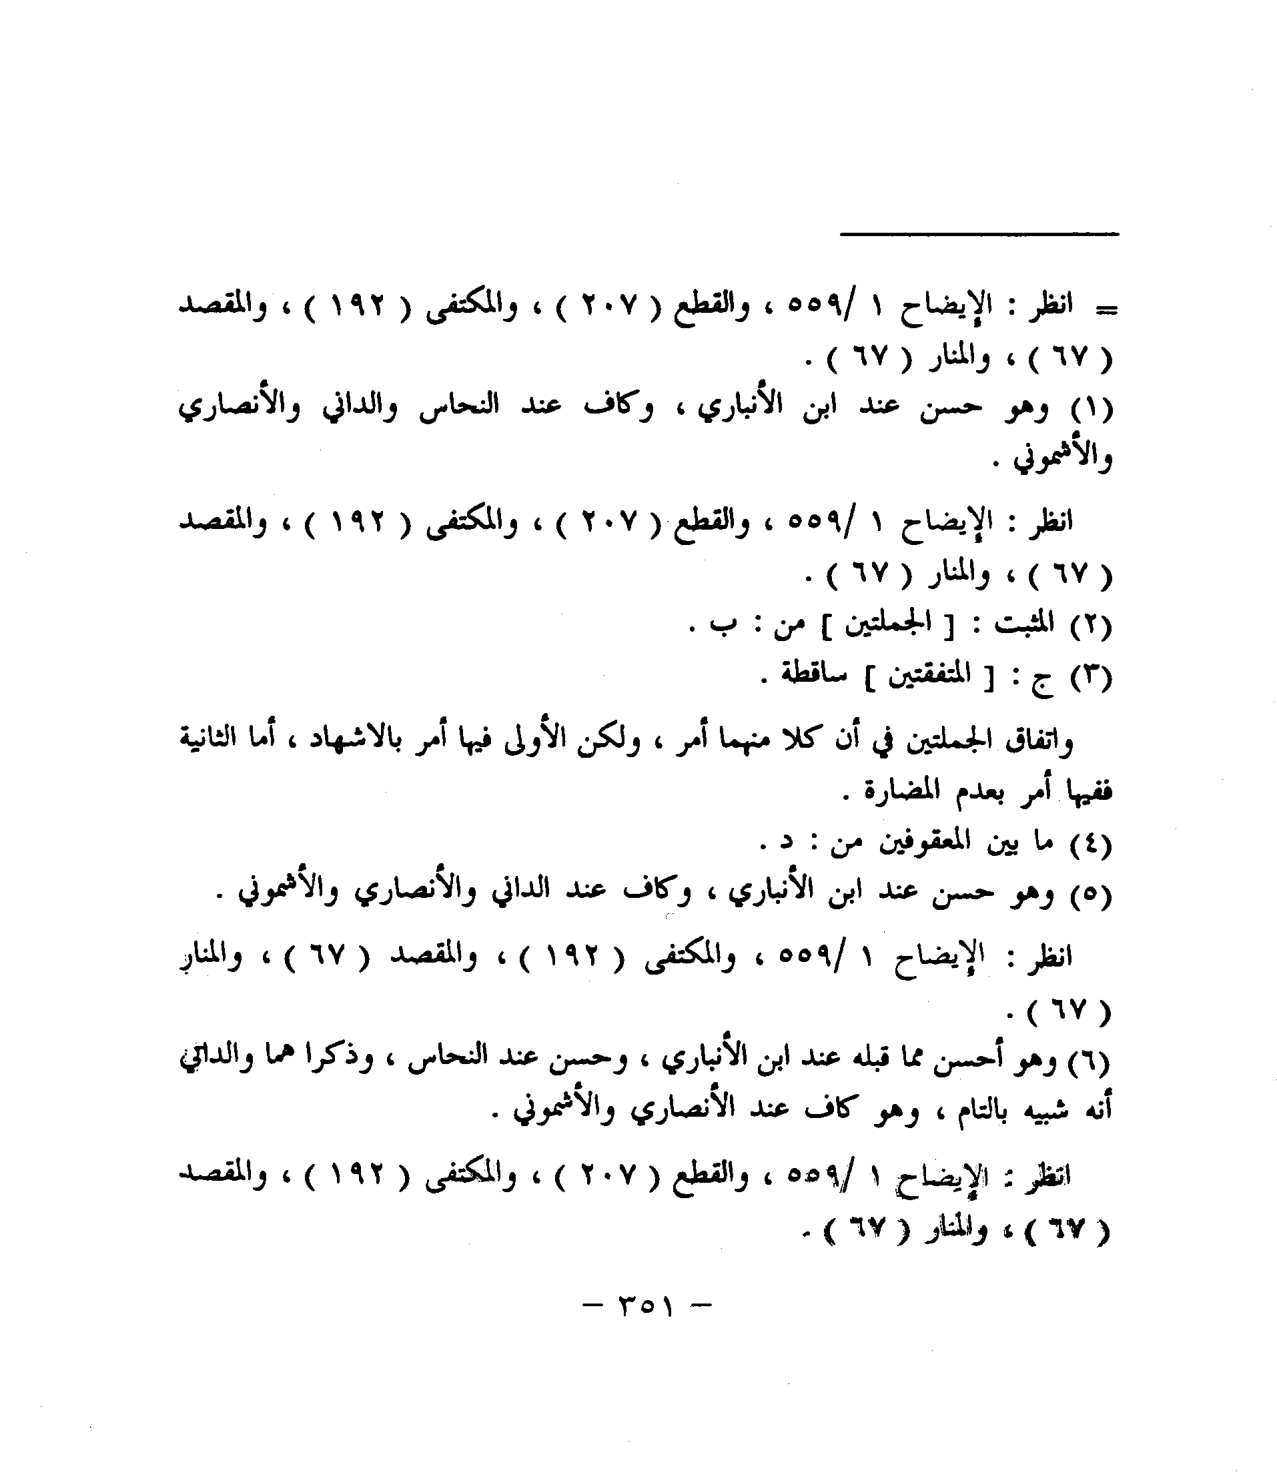 = انظر : الإيضاح ١ /٥٥٩ ، والقطع ( ٢٠٧ ) ، والمكتفى ( ١٩٢ ) ، والمقصد
( ٦٧ ) ، والمنار ( ٦٧ ) .
(١) وهو حسن عند ابن الأنباري ، وكاف عند النحاس والداني والأنصاري
والأشموني .
انظر : الإيضاح ١ /٥٥٩ ، والقطع ( ٢٠٧ ) ، والمكتفى ( ١٩٢ ) ، والمقصد
( ٦٧ ) ، والمنار ( ٦٧ ) .
(٢) المثبت : [ الجملتين ] من : ب .
(٣) ج : [ المتفقتين ] ساقطة .
واتفاق الجملتين في أن كلا منهما أمر ، ولكن الأولى فيها أمر بالاشهاد ، أما الثانية
ففيها أمر بعدم المضارة .
(٤) ما بين المعقوفين من : د .
(٥) وهو حسن عند ابن الأنباري ، وكاف عند الداني والأنصاري والأشموني .
انظر : الإيضاح ١ /٥٥٩ ، والمكتفى ( ١٩٢ ) ، والمقصد ( ٦٧ ) ، والمنار
( ٦٧ ) .
(٦) وهو أحسن مما قبله عند ابن الأنباري ، وحسن عند النحاس ، وذكرا هما والداني
أنه شبيه بالتام ، وهو كاف عند الأنصاري والأشموني .
انظر : الإيضاح ١ /٥٥٩ ، والقطع ( ٢٠٧ ) ، والمكتفى ( ١٩٢ ) ، والمقصد
( ٦٧ ) ، والمنار ( ٦٧ ) .
– ٣٥١ –